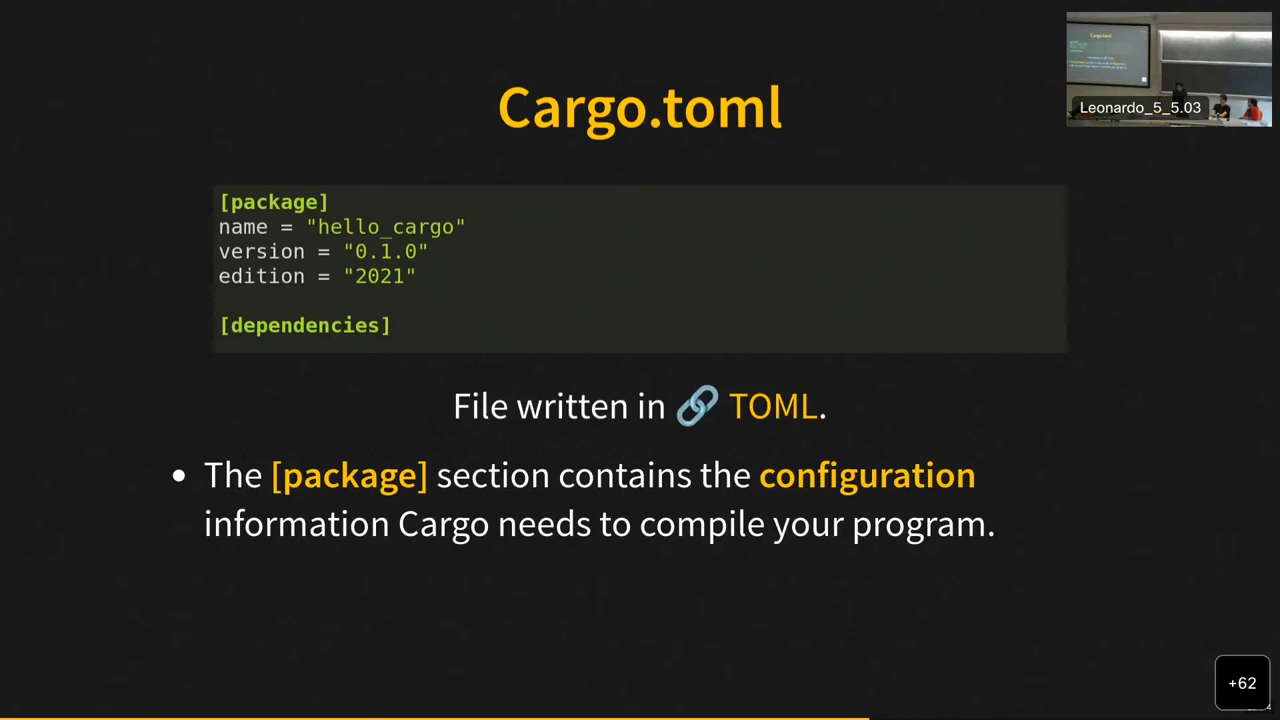 Cargo.toml
Leonardo_5_5.03
[package]
name = "hello_cargo"
version = "0.1.0"
edition = "2021"
[dependencies]
File written in 🔗 TOML.
• The [package] section contains the configuration
information Cargo needs to compile your program.
+62